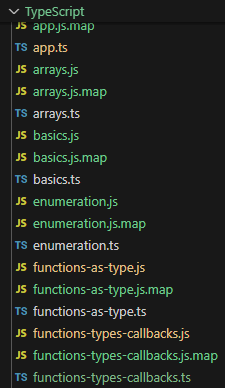 TypeScript
JS app.js.map
TS app.ts
JS arrays.js
JS arrays.js.map
TS arrays.ts
JS basics.js
JS basics.js.map
TS basics.ts
JS enumeration.js
JS enumeration.js.map
TS enumeration.ts
JS functions-as-type.js
JS functions-as-type.js.map
TS functions-as-type.ts
JS functions-types-callbacks.js
JS functions-types-callbacks.js.map
TS functions-types-callbacks.ts